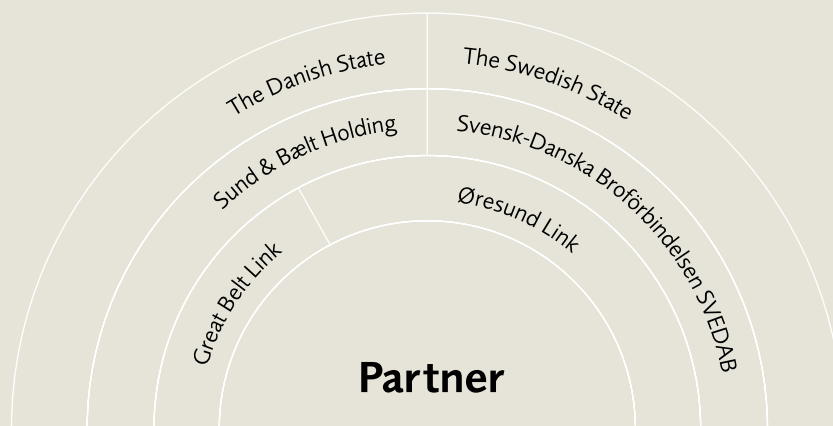 The Danish State
The Swedish State
Sund & Bælt Holding
Svensk-Danska Broförbindelsen SVEDAB
Great Belt Link
Øresund Link
Partner